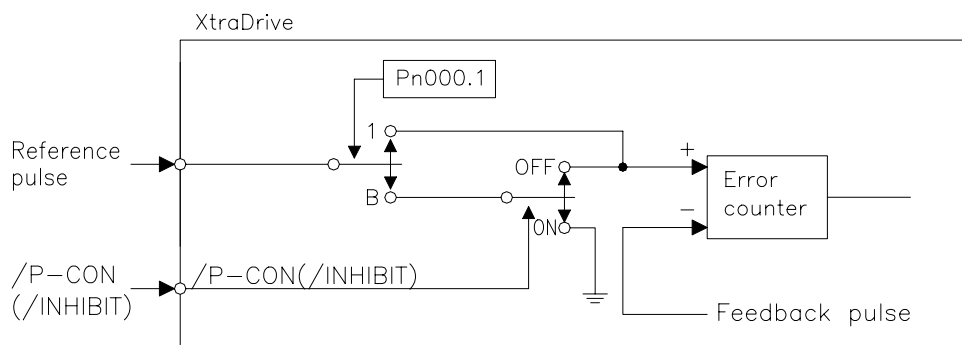 XtraDrive
Pn000.1
Reference
pulse
1
B
OFF
ON
+
−
Error
counter
/P−CON
(/INHIBIT)
/P−CON(/INHIBIT)
Feedback pulse